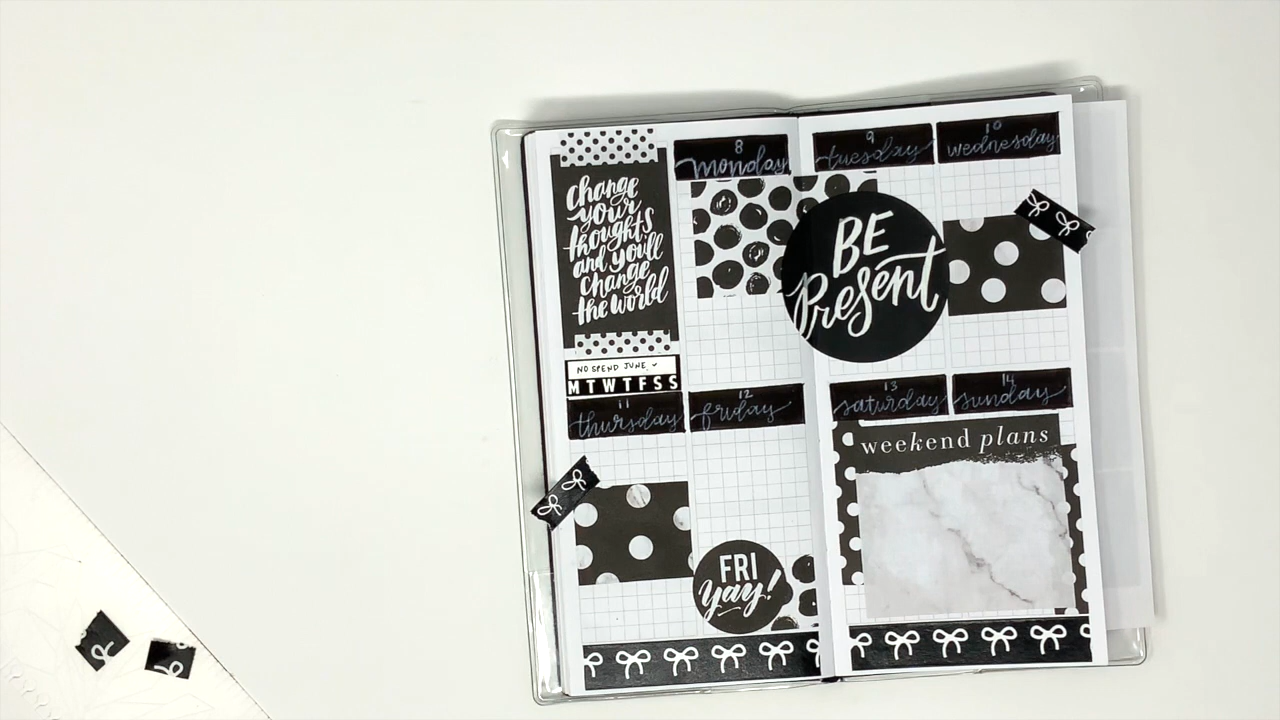 change
your
thoughts
and you'll
change
the world
NO SPEND JUNE
M T W T F S S
8
monday
9
tuesday
10
wednesday
BE
Present
11
thursday
12
friday
FRI
yay!
13
saturday
14
sunday
weekend plans